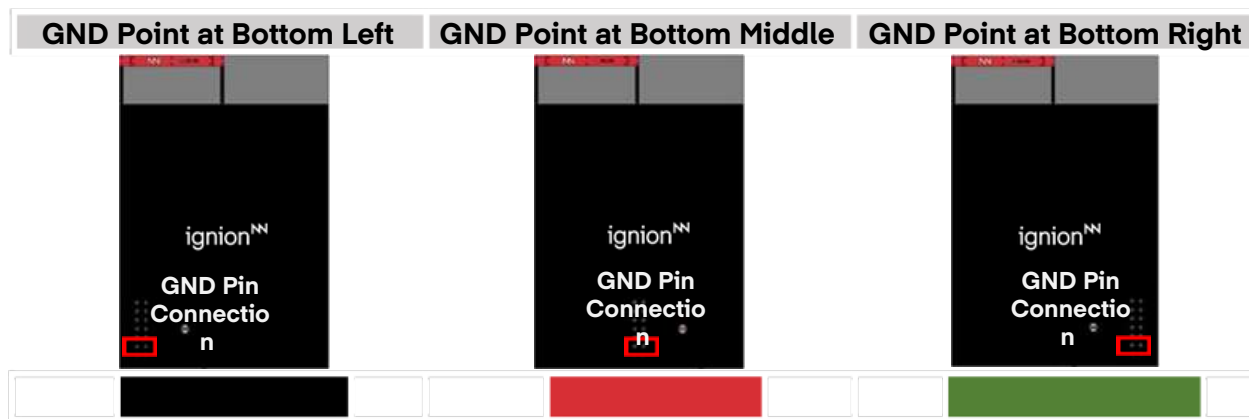 GND Point at Bottom Left
GND Point at Bottom Middle
GND Point at Bottom Right
ignion
GND Pin
Connectio
n
ignion
GND Pin
Connectio
n
ignion
GND Pin
Connectio
n